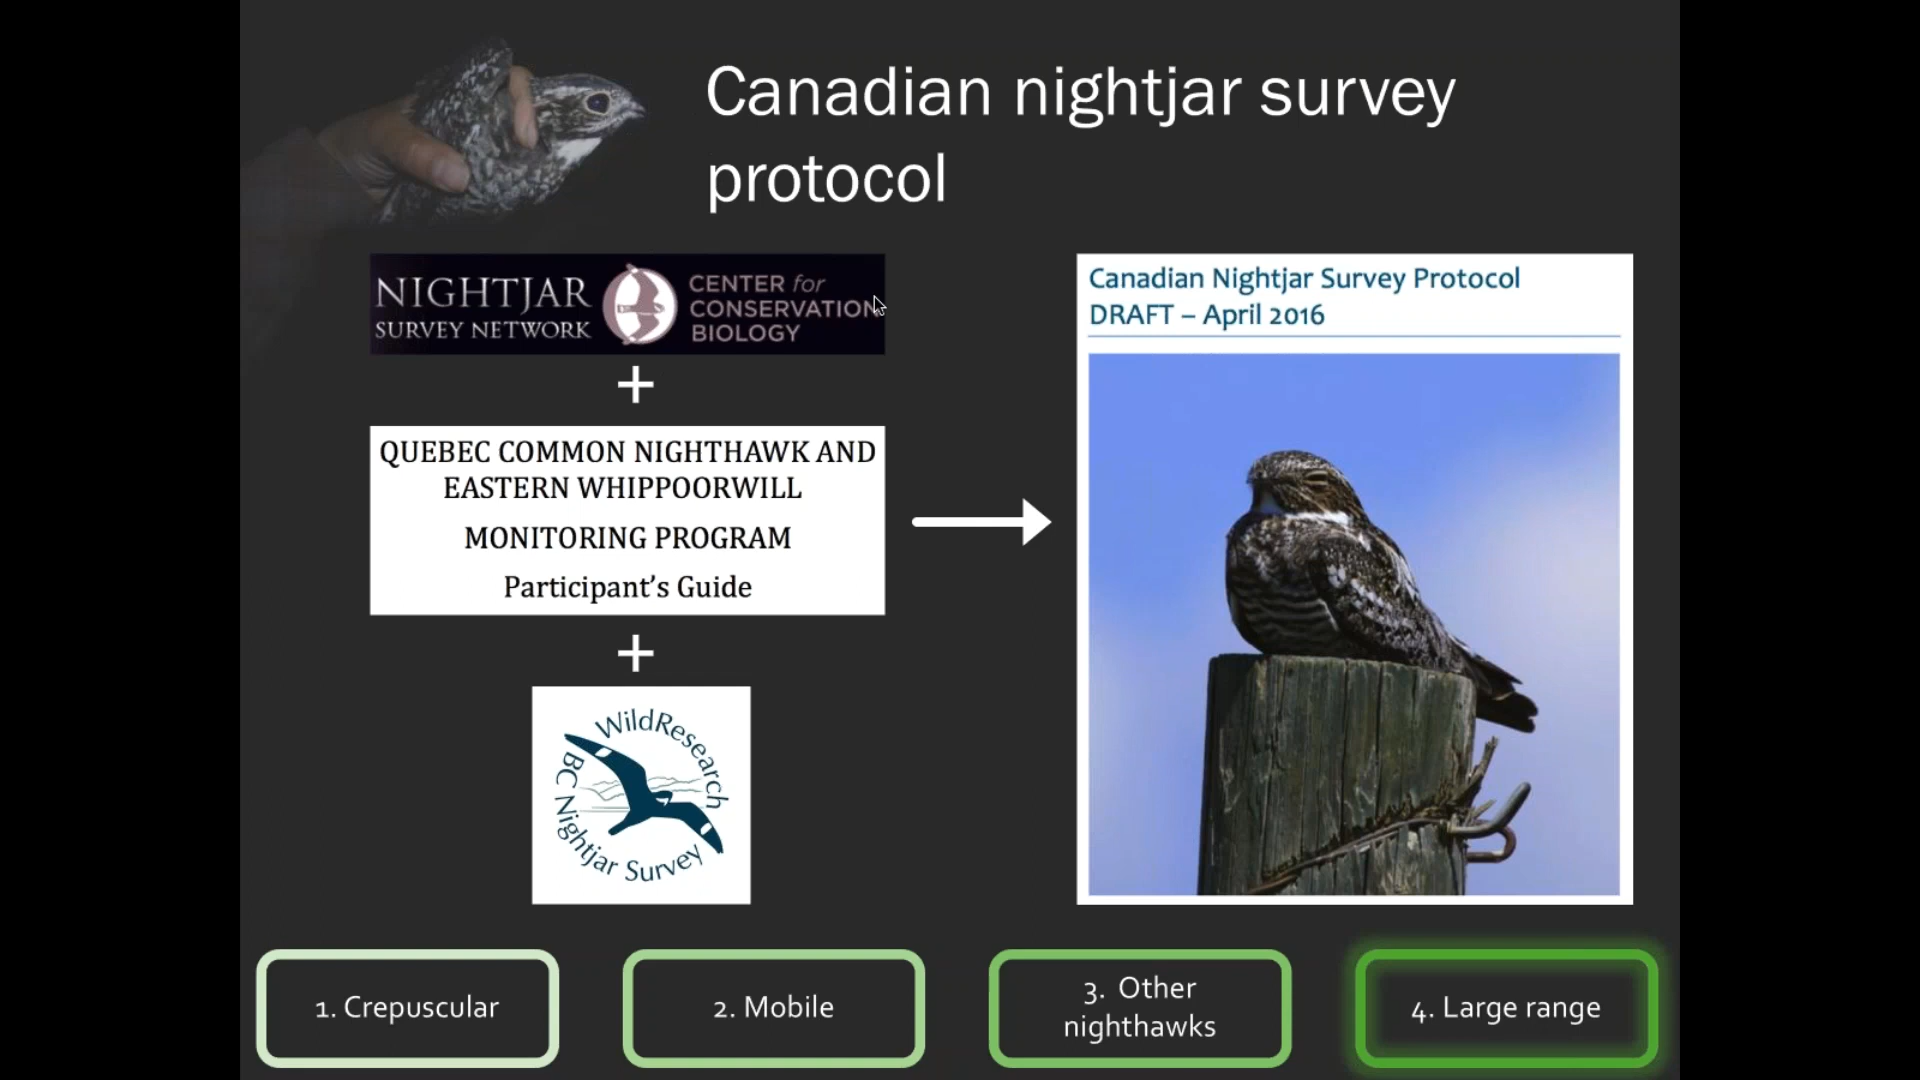 Canadian nightjar survey
protocol
NIGHTJAR
SURVEY NETWORK
CENTER for
CONSERVATION
BIOLOGY
+
QUEBEC COMMON NIGHTHAWK AND
EASTERN WHIPPOORWILL
MONITORING PROGRAM
Participant's Guide
+
WildResearch
BC Nightjar Survey
Canadian Nightjar Survey Protocol
DRAFT – April 2016
1. Crepuscular
2. Mobile
3. Other
nighthawks
4. Large range